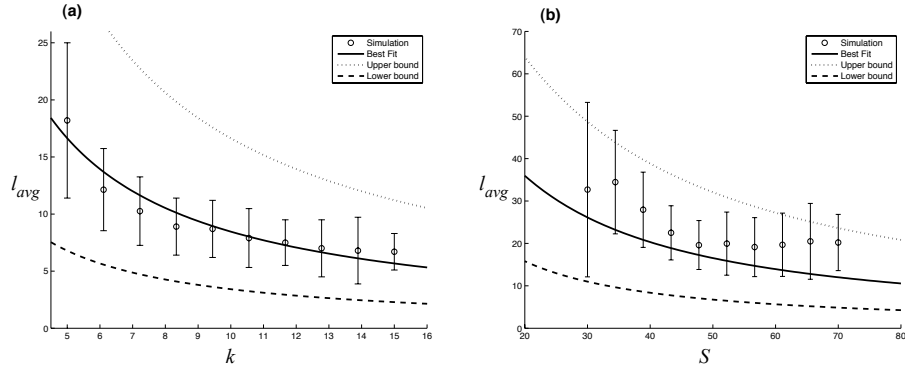 (a)
25
20
15
10
5
0
l_avg
5 6 7 8 9 10 11 12 13 14 15 16
k
Simulation
Best Fit
Upper bound
Lower bound
(b)
70
60
50
40
30
20
10
0
l_avg
20 30 40 50 60 70 80
S
Simulation
Best Fit
Upper bound
Lower bound